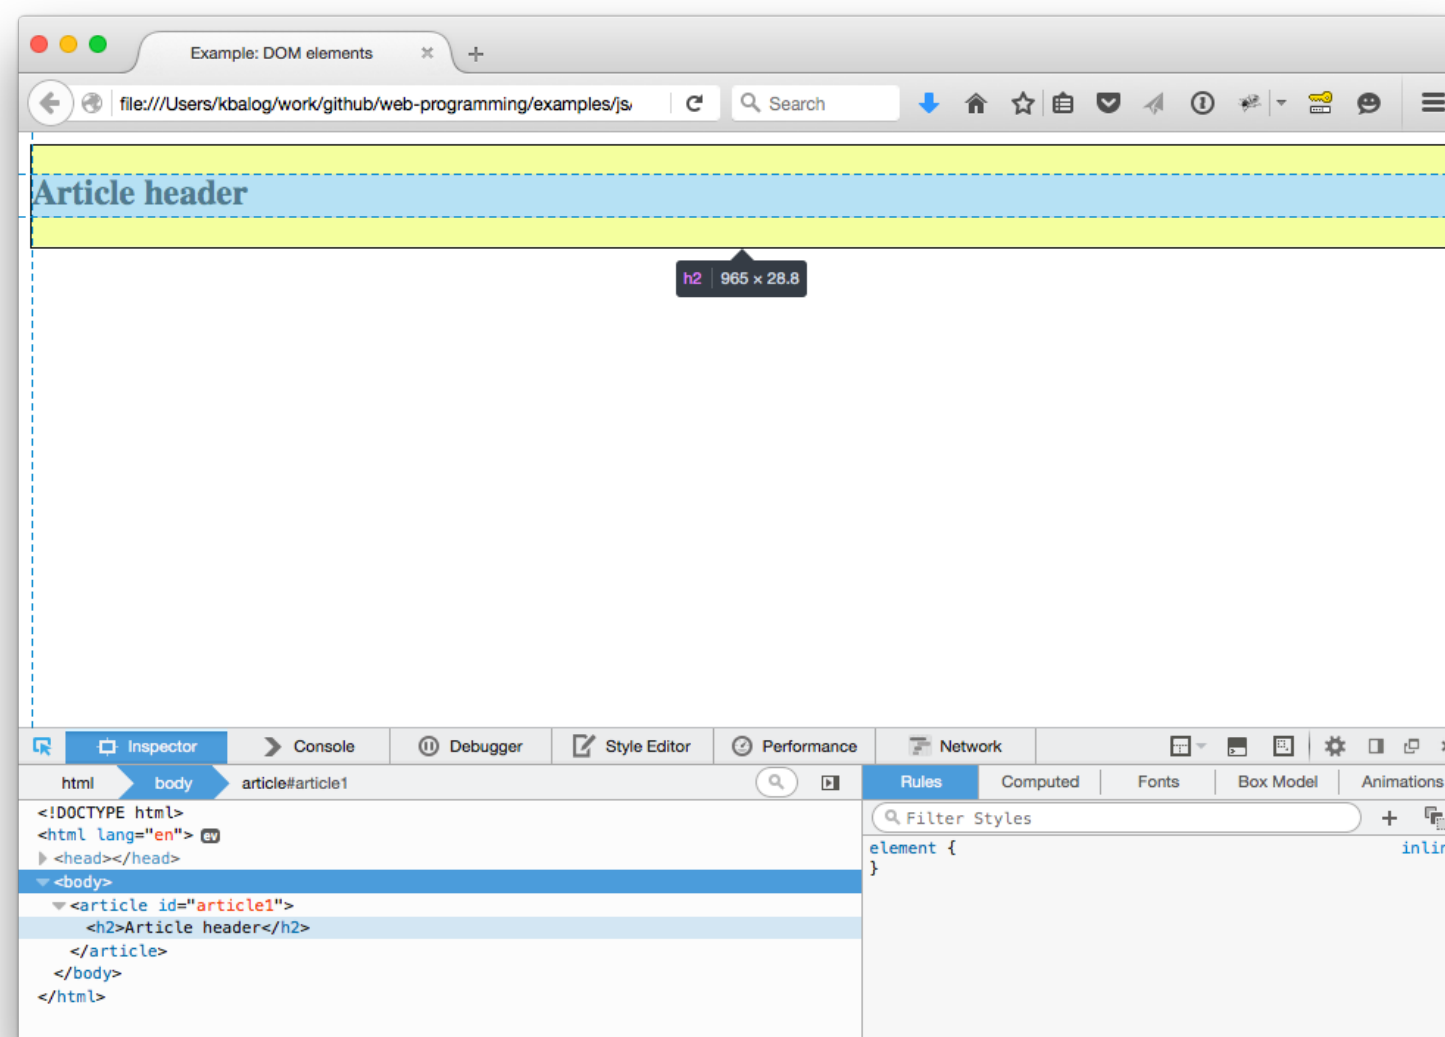 Example: DOM elements
file:///Users/kbalog/work/github/web-programming/examples/js/
Search
Article header
h2 965 × 28.8
Inspector Console Debugger Style Editor Performance Network
html body article#article1
Rules Computed Fonts Box Model Animations
<!DOCTYPE html>
<html lang="en"> ev
<head></head>
<body>
<article id="article1">
<h2>Article header</h2>
</article>
</body>
</html>
Filter Styles
element {
inlin
}